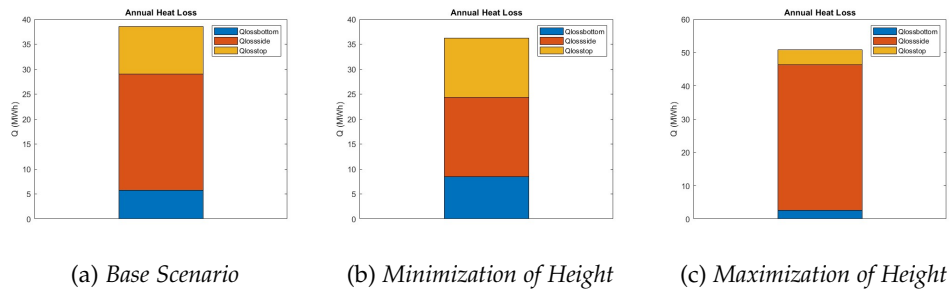 Annual Heat Loss
40
35
30
25
20
15
10
5
0
Q (MWh)
Qlossbottom
Qlossside
Qlosstop
(a) Base Scenario
Annual Heat Loss
40
35
30
25
20
15
10
5
0
Q (MWh)
Qlossbottom
Qlossside
Qlosstop
(b) Minimization of Height
Annual Heat Loss
60
50
40
30
20
10
0
Q (MWh)
Qlossbottom
Qlossside
Qlosstop
(c) Maximization of Height